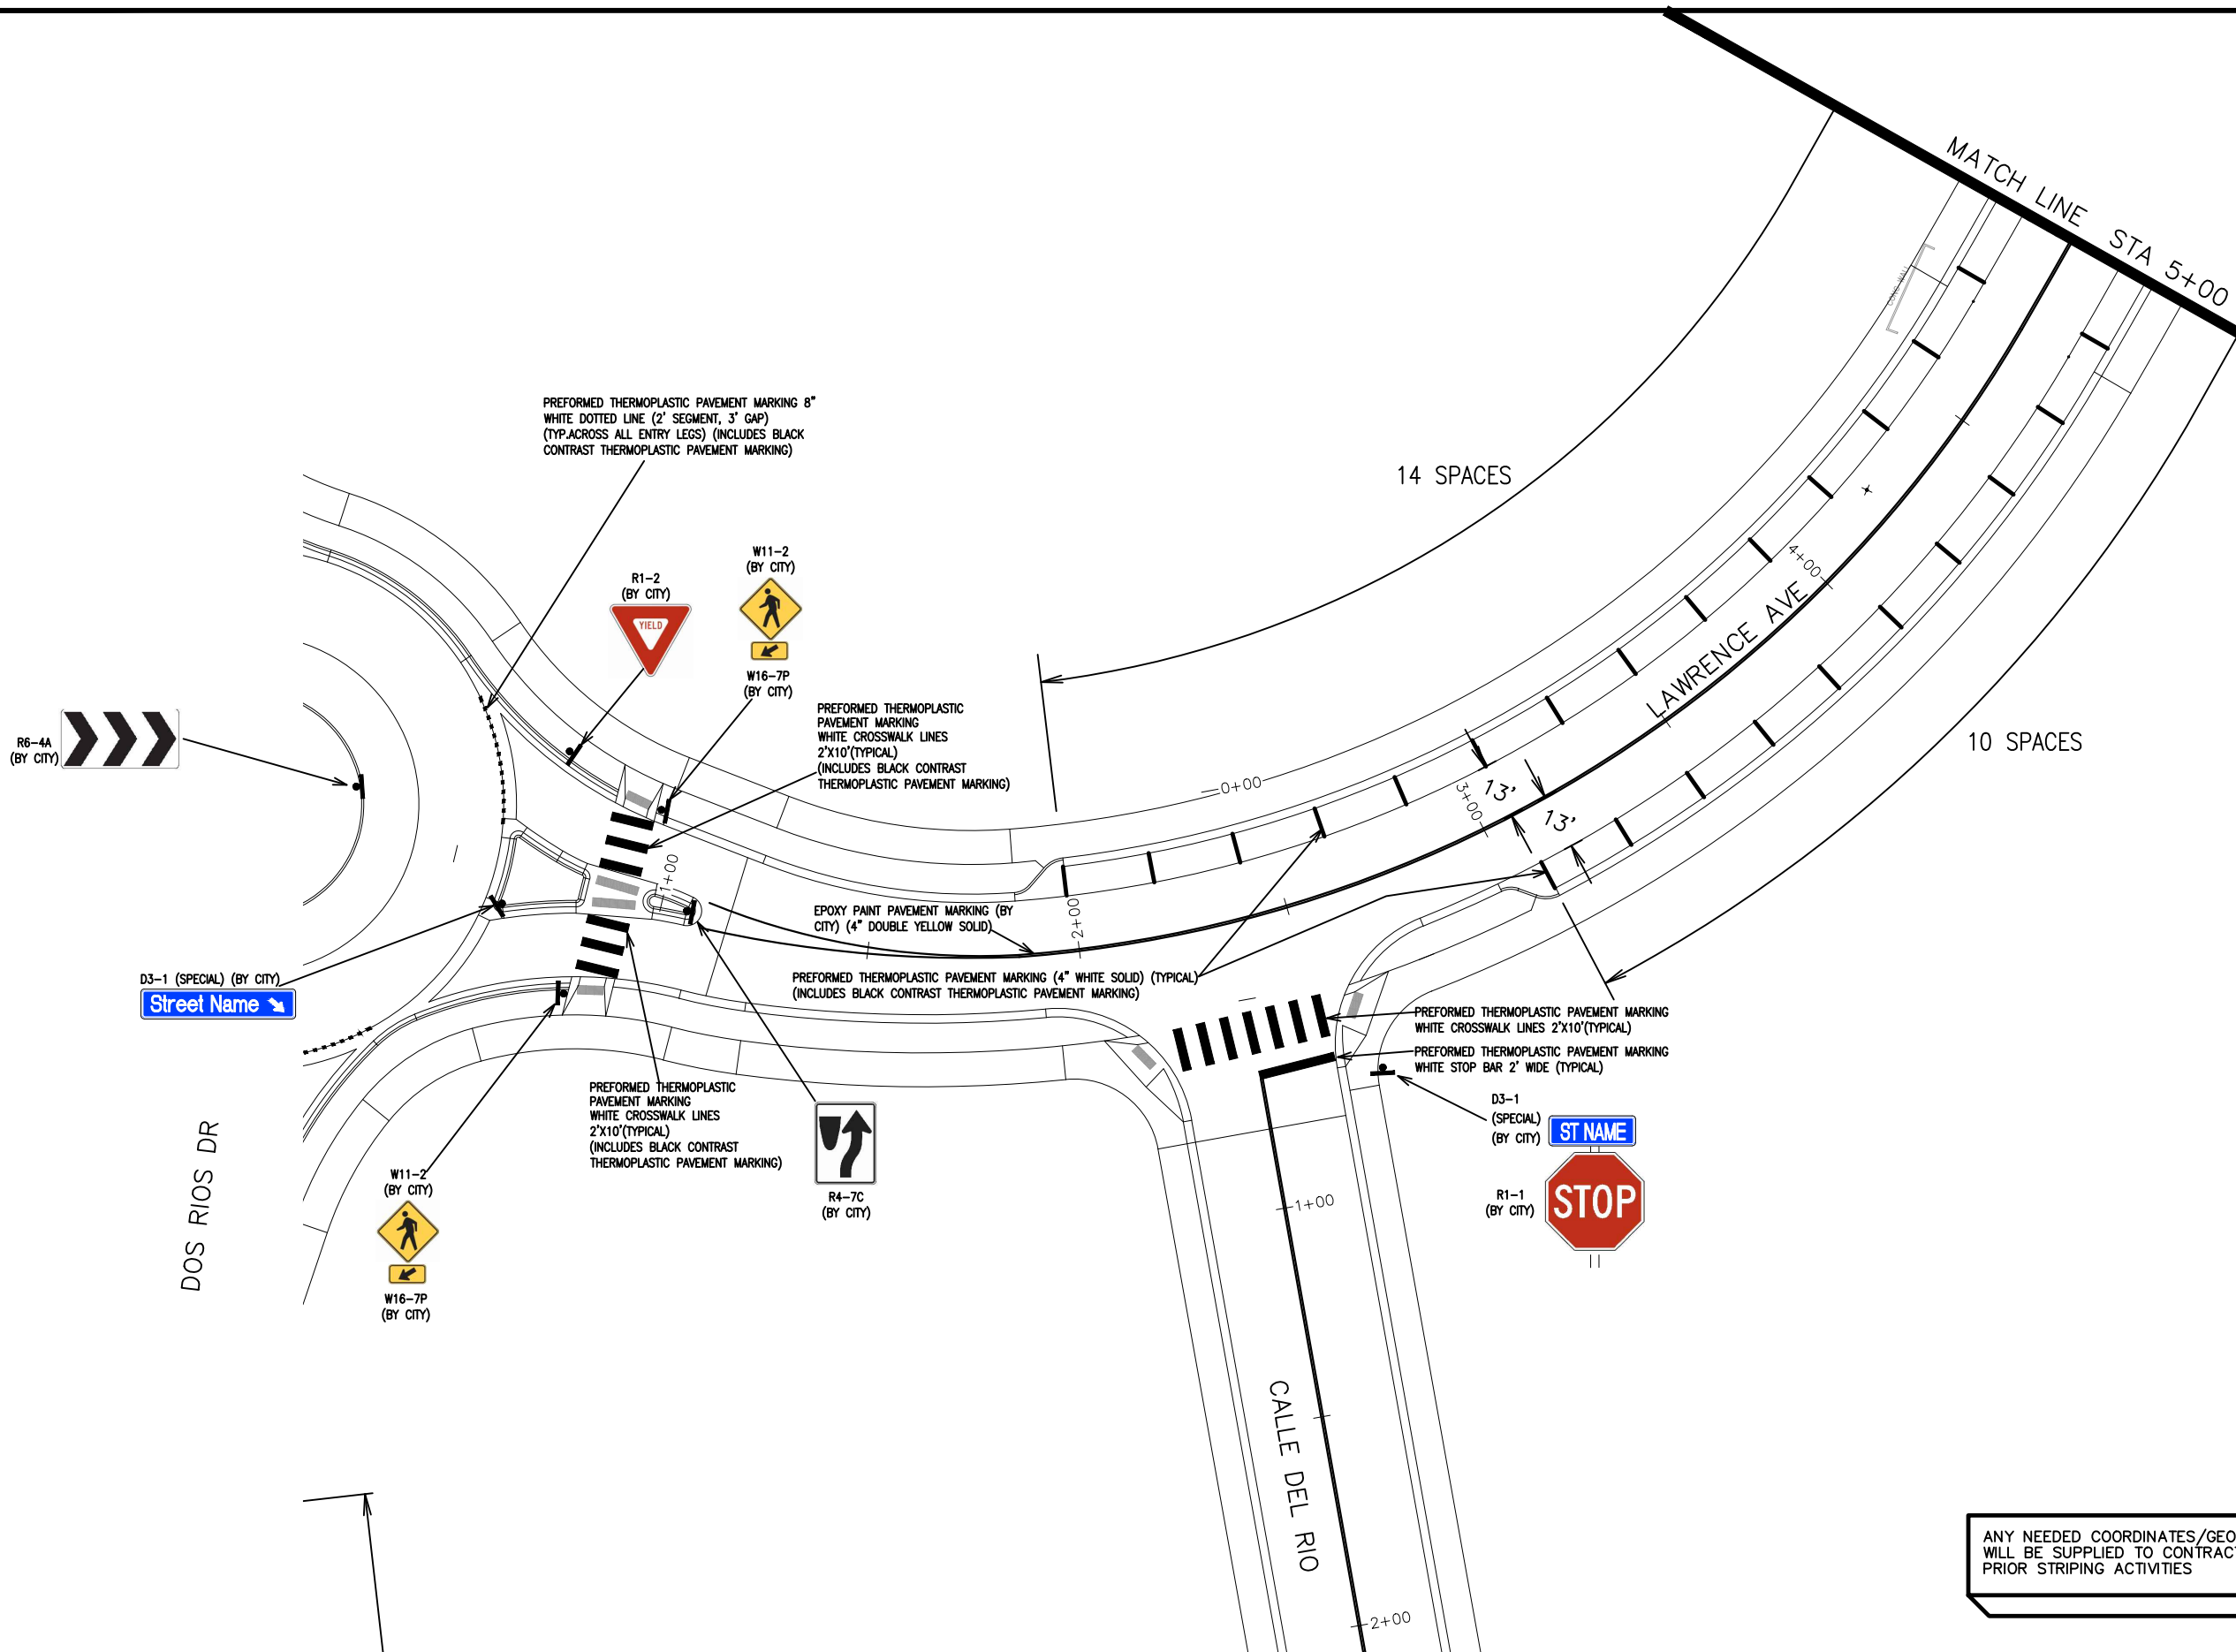 MATCH LINE  STA 5+00
CONC WALL
14 SPACES
PREFORMED THERMOPLASTIC PAVEMENT MARKING 8"
WHITE DOTTED LINE (2' SEGMENT, 3' GAP)
(TYP.ACROSS ALL ENTRY LEGS) (INCLUDES BLACK
CONTRAST THERMOPLASTIC PAVEMENT MARKING)
R1-2
(BY CITY)
YIELD
W11-2
(BY CITY)
W16-7P
(BY CITY)
4+00
LAWRENCE AVE
10 SPACES
R6-4A
(BY CITY)
PREFORMED THERMOPLASTIC
PAVEMENT MARKING
WHITE CROSSWALK LINES
2'X10'(TYPICAL)
(INCLUDES BLACK CONTRAST
THERMOPLASTIC PAVEMENT MARKING)
0+00
3+00
13'
13'
1+00
2+00
EPOXY PAINT PAVEMENT MARKING (BY
CITY) (4" DOUBLE YELLOW SOLID)
PREFORMED THERMOPLASTIC PAVEMENT MARKING (4" WHITE SOLID) (TYPICAL)
(INCLUDES BLACK CONTRAST THERMOPLASTIC PAVEMENT MARKING)
D3-1 (SPECIAL) (BY CITY)
Street Name
PREFORMED THERMOPLASTIC PAVEMENT MARKING
WHITE CROSSWALK LINES 2'X10'(TYPICAL)
PREFORMED THERMOPLASTIC PAVEMENT MARKING
WHITE STOP BAR 2' WIDE (TYPICAL)
PREFORMED THERMOPLASTIC
PAVEMENT MARKING
WHITE CROSSWALK LINES
2'X10'(TYPICAL)
(INCLUDES BLACK CONTRAST
THERMOPLASTIC PAVEMENT MARKING)
D3-1
(SPECIAL)
(BY CITY)
ST NAME
R1-1
(BY CITY)
STOP
R4-7C
(BY CITY)
W11-2
(BY CITY)
W16-7P
(BY CITY)
DOS RIOS DR
1+00
CALLE DEL RIO
2+00
ANY NEEDED COORDINATES/GEO
WILL BE SUPPLIED TO CONTRAC
PRIOR STRIPING ACTIVITIES